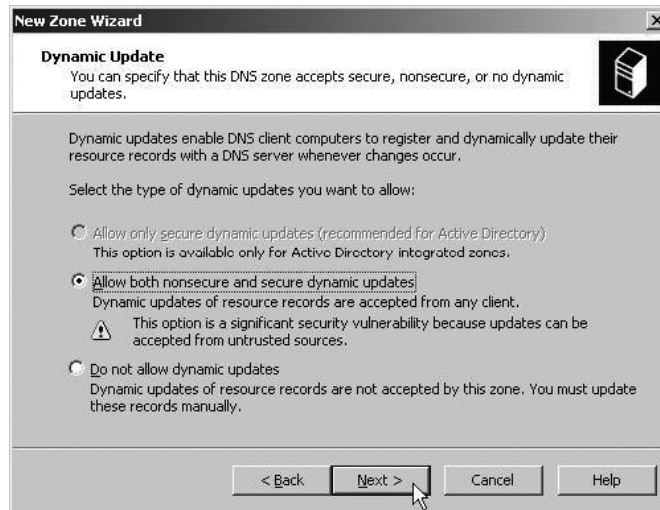 New Zone Wizard
Dynamic Update
You can specify that this DNS zone accepts secure, nonsecure, or no dynamic
updates.
Dynamic updates enable DNS client computers to register and dynamically update their
resource records with a DNS server whenever changes occur.
Select the type of dynamic updates you want to allow:
Allow only secure dynamic updates (recommended for Active Directory)
This option is available only for Active Directory integrated zones.
Allow both nonsecure and secure dynamic updates
Dynamic updates of resource records are accepted from any client.
This option is a significant security vulnerability because updates can be
accepted from untrusted sources.
Do not allow dynamic updates
Dynamic updates of resource records are not accepted by this zone. You must update
these records manually.
< Back Next > Cancel Help